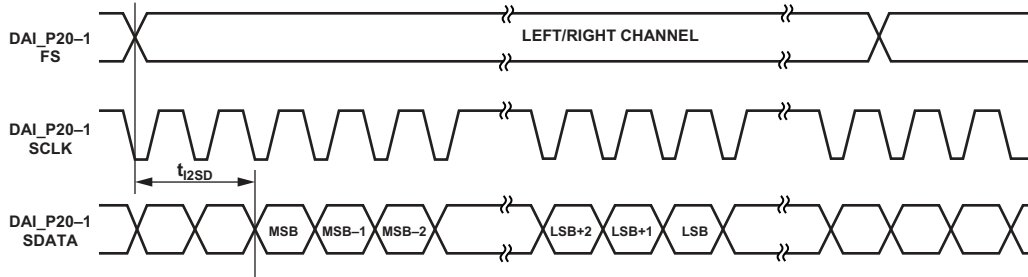 DAI_P20–1
FS
LEFT/RIGHT CHANNEL
DAI_P20–1
SCLK
tI2SD
DAI_P20–1
SDATA
MSB
MSB–1
MSB–2
LSB+2
LSB+1
LSB